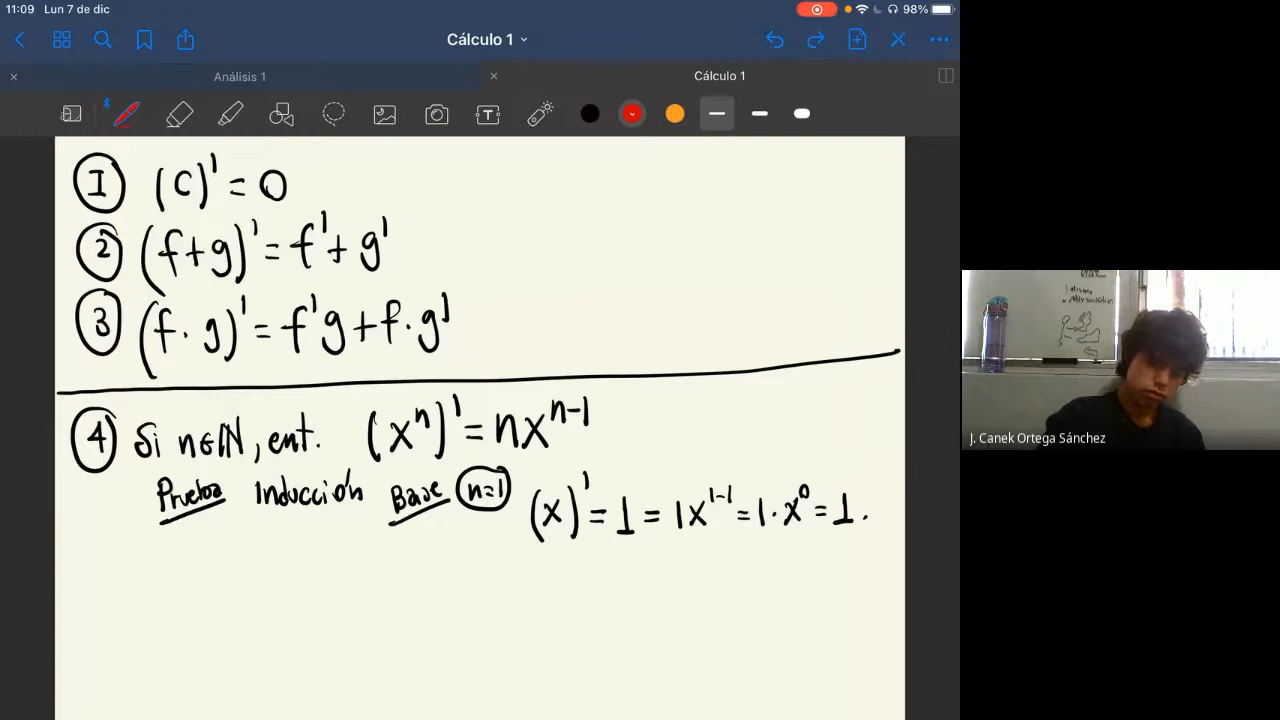 11:09 Lun 7 de dic 98%
Cálculo 1
Análisis 1
Cálculo 1
① (C)' = 0
② (f+g)' = f' + g'
③ (f · g)' = f'g + f · g'
④ Si n∈ℕ, ent. (xⁿ)' = nxⁿ⁻¹
Prueba Inducción Base n=1 (x)' = 1 = 1x¹⁻¹ = 1 · x⁰ = 1.
J. Canek Ortega Sánchez